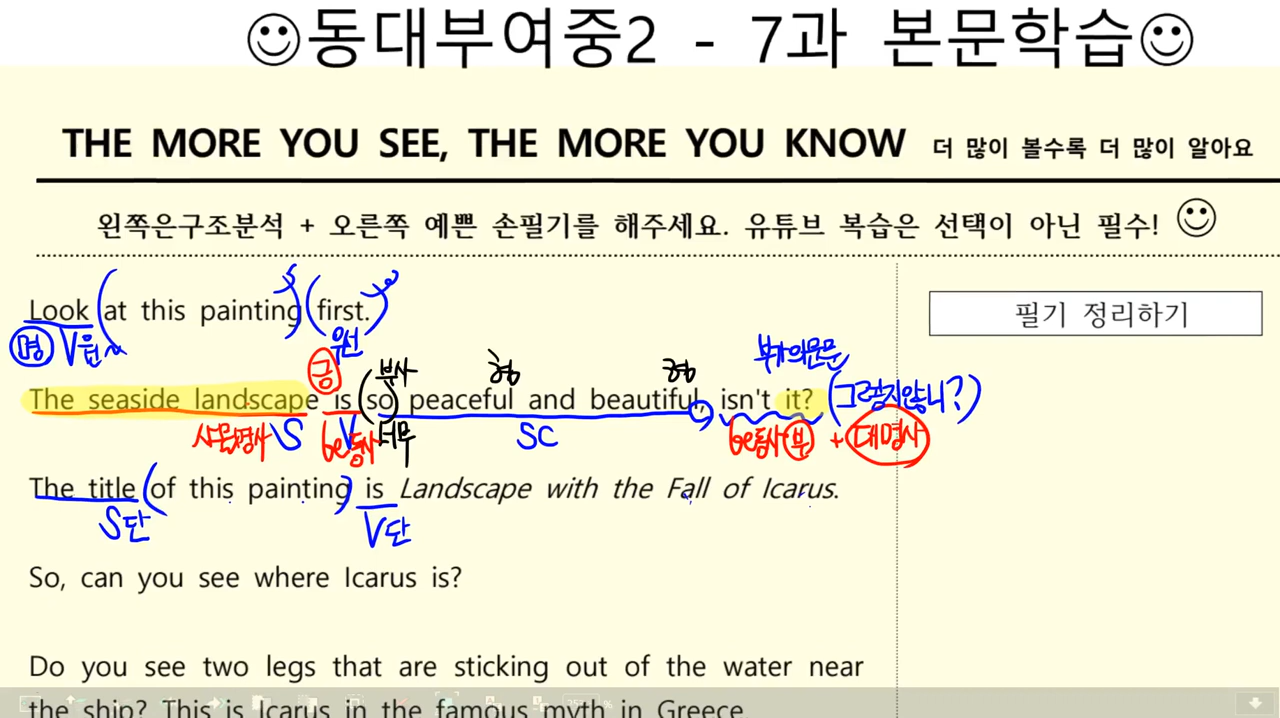 ☺동대부여중2 - 7과 본문학습☺
THE MORE YOU SEE, THE MORE YOU KNOW 더 많이 볼수록 더 많이 알아요
왼쪽은구조분석 + 오른쪽 예쁜 손필기를 해주세요. 유튜브 복습은 선택이 아닌 필수! ☺
Look (at this painting) (first.)
필기 정리하기
명 V원 우선 부가의문문
긍 부사 형 형
The seaside landscape is (so) peaceful and beautiful, isn't it? (그렇지않니?)
사물명사 S be동사 V 너무 SC be동사 부 + 대명사
The title (of this painting) is Landscape with the Fall of Icarus.
S단 V단
So, can you see where Icarus is?
Do you see two legs that are sticking out of the water near
the ship? This is Icarus in the famous myth in Greece